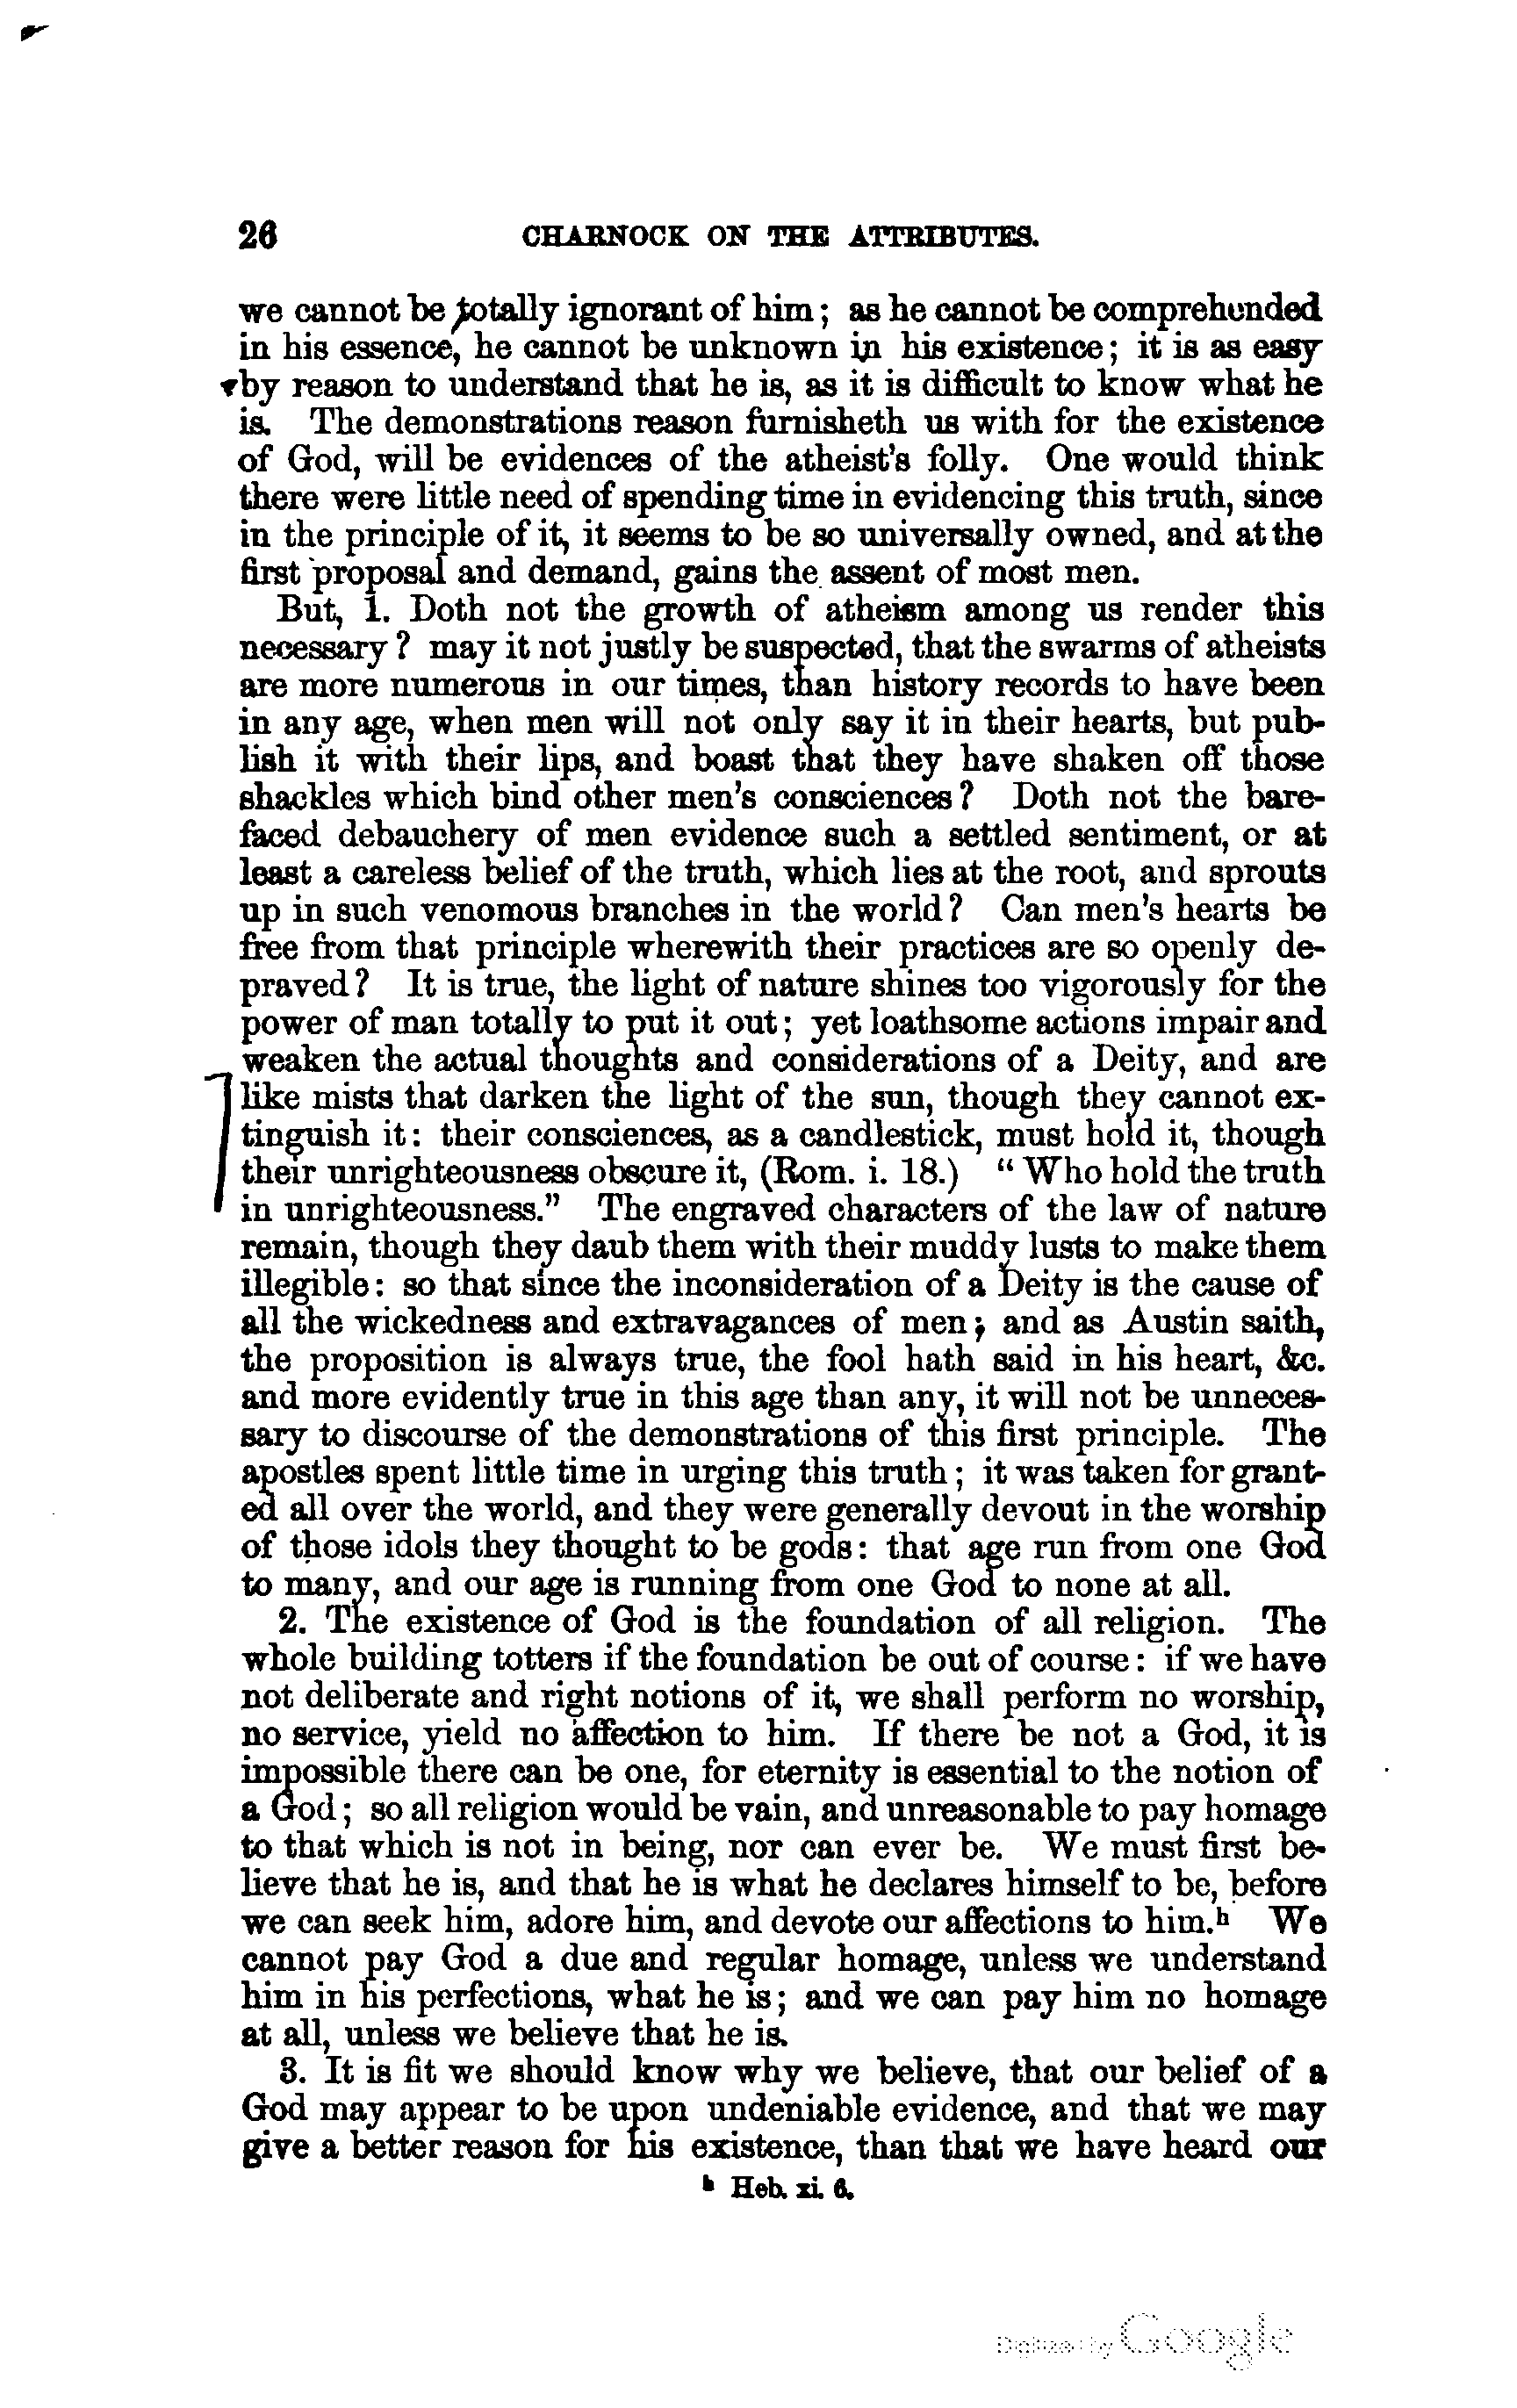 26 CHARNOCK ON THE ATTRIBUTES.
we cannot be totally ignorant of him; as he cannot be comprehended
in his essence, he cannot be unknown in his existence; it is as easy
by reason to understand that he is, as it is difficult to know what he
is. The demonstrations reason furnisheth us with for the existence
of God, will be evidences of the atheist's folly. One would think
there were little need of spending time in evidencing this truth, since
in the principle of it, it seems to be so universally owned, and at the
first proposal and demand, gains the assent of most men.
But, 1. Doth not the growth of atheism among us render this
necessary? may it not justly be suspected, that the swarms of atheists
are more numerous in our times, than history records to have been
in any age, when men will not only say it in their hearts, but pub-
lish it with their lips, and boast that they have shaken off those
shackles which bind other men's consciences? Doth not the bare-
faced debauchery of men evidence such a settled sentiment, or at
least a careless belief of the truth, which lies at the root, and sprouts
up in such venomous branches in the world? Can men's hearts be
free from that principle wherewith their practices are so openly de-
praved? It is true, the light of nature shines too vigorously for the
power of man totally to put it out; yet loathsome actions impair and
weaken the actual thoughts and considerations of a Deity, and are
like mists that darken the light of the sun, though they cannot ex-
tinguish it: their consciences, as a candlestick, must hold it, though
their unrighteousness obscure it, (Rom. i. 18.) "Who hold the truth
in unrighteousness." The engraved characters of the law of nature
remain, though they daub them with their muddy lusts to make them
illegible: so that since the inconsideration of a Deity is the cause of
all the wickedness and extravagances of men; and as Austin saith,
the proposition is always true, the fool hath said in his heart, &c.
and more evidently true in this age than any, it will not be unneces-
sary to discourse of the demonstrations of this first principle. The
apostles spent little time in urging this truth; it was taken for grant-
ed all over the world, and they were generally devout in the worship
of those idols they thought to be gods: that age run from one God
to many, and our age is running from one God to none at all.
2. The existence of God is the foundation of all religion. The
whole building totters if the foundation be out of course: if we have
not deliberate and right notions of it, we shall perform no worship,
no service, yield no affection to him. If there be not a God, it is
impossible there can be one, for eternity is essential to the notion of
a God; so all religion would be vain, and unreasonable to pay homage
to that which is not in being, nor can ever be. We must first be-
lieve that he is, and that he is what he declares himself to be, before
we can seek him, adore him, and devote our affections to him.h We
cannot pay God a due and regular homage, unless we understand
him in his perfections, what he is; and we can pay him no homage
at all, unless we believe that he is.
3. It is fit we should know why we believe, that our belief of a
God may appear to be upon undeniable evidence, and that we may
give a better reason for his existence, than that we have heard our
h Heb. xi. 6.
Digitized by Google